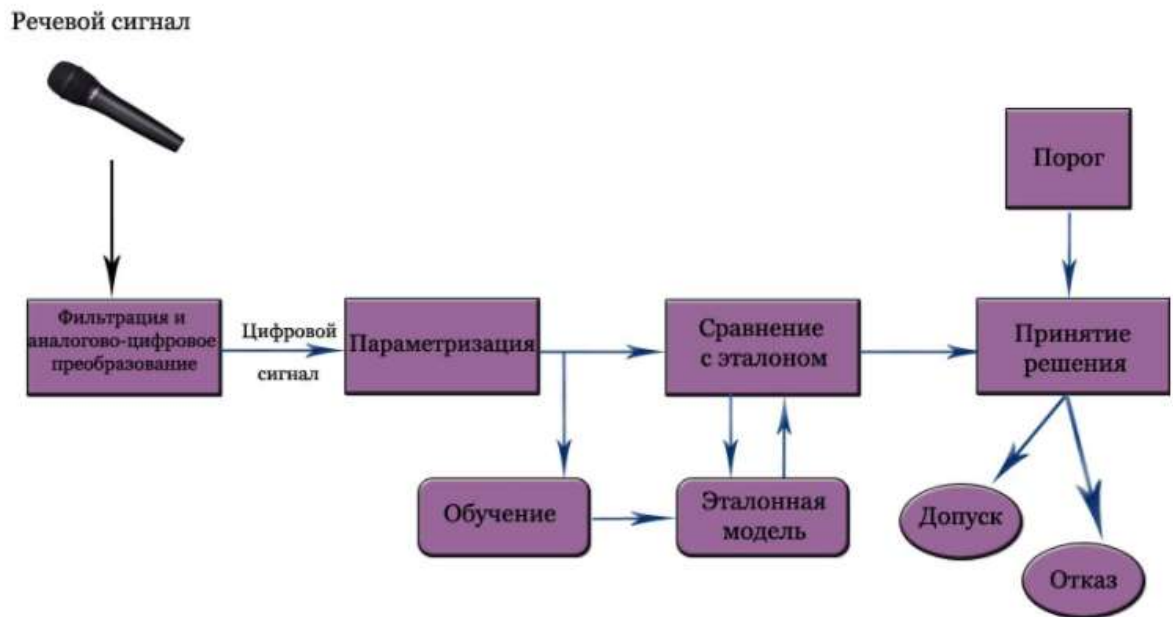 Речевой сигнал
Порог
Фильтрация и
аналогово-цифровое
преобразование
Цифровой
сигнал
Параметризация
Сравнение
с эталоном
Принятие
решения
Обучение
Эталонная
модель
Допуск
Отказ